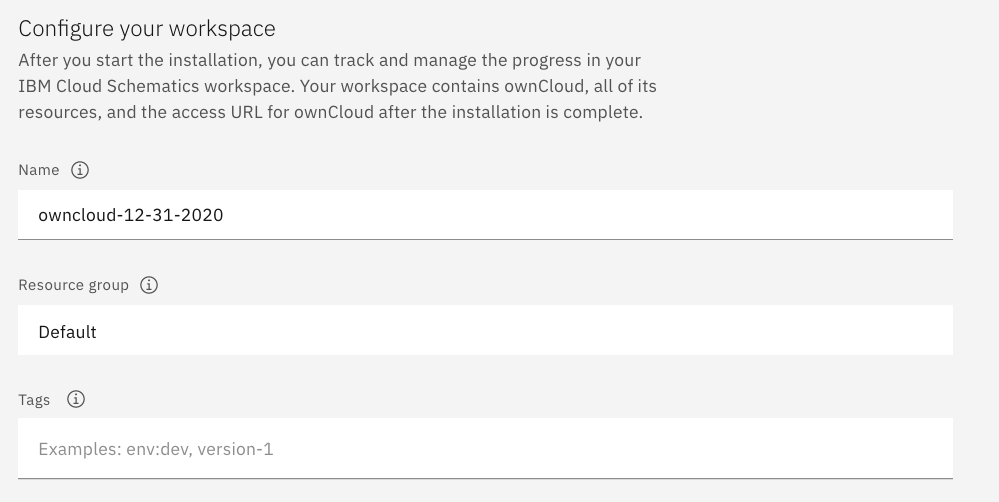 Configure your workspace
After you start the installation, you can track and manage the progress in your
IBM Cloud Schematics workspace. Your workspace contains ownCloud, all of its
resources, and the access URL for ownCloud after the installation is complete.
Name
owncloud-12-31-2020
Resource group
Default
Tags
Examples: env:dev, version-1